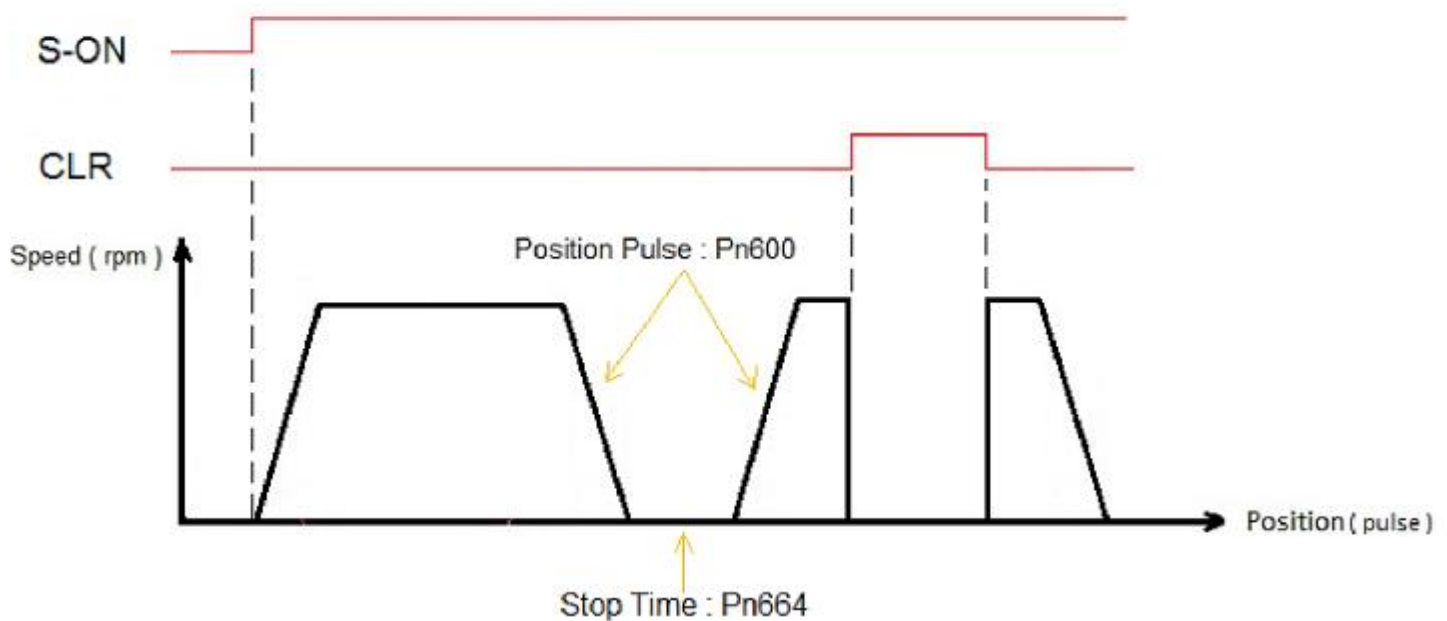 S-ON
CLR
Speed ( rpm )
Position Pulse : Pn600
Position ( pulse )
Stop Time : Pn664